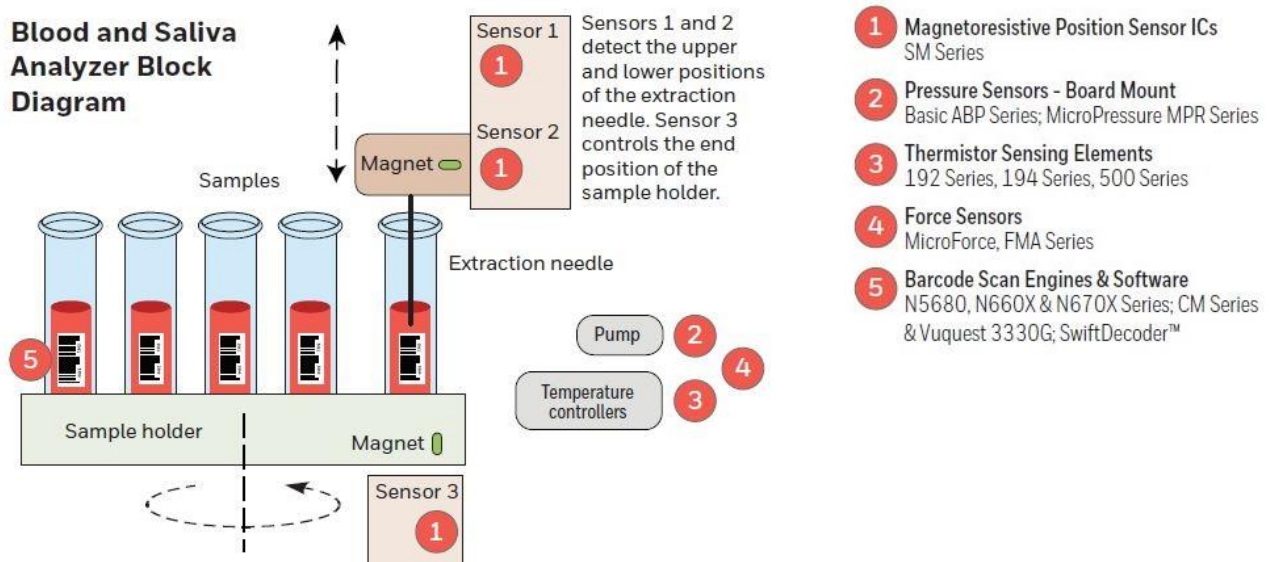 Blood and Saliva
Analyzer Block
Diagram
Sensor 1
1
Sensor 2
1
Magnet
Sensors 1 and 2
detect the upper
and lower positions
of the extraction
needle. Sensor 3
controls the end
position of the
sample holder.
Samples
Extraction needle
5
Pump
2
4
Temperature
controllers
3
Sample holder
Magnet
Sensor 3
1
1
Magnetoresistive Position Sensor ICs
SM Series
2
Pressure Sensors - Board Mount
Basic ABP Series; MicroPressure MPR Series
3
Thermistor Sensing Elements
192 Series, 194 Series, 500 Series
4
Force Sensors
MicroForce, FMA Series
5
Barcode Scan Engines & Software
N5680, N660X & N670X Series; CM Series
& Vuquest 3330G; SwiftDecoder™